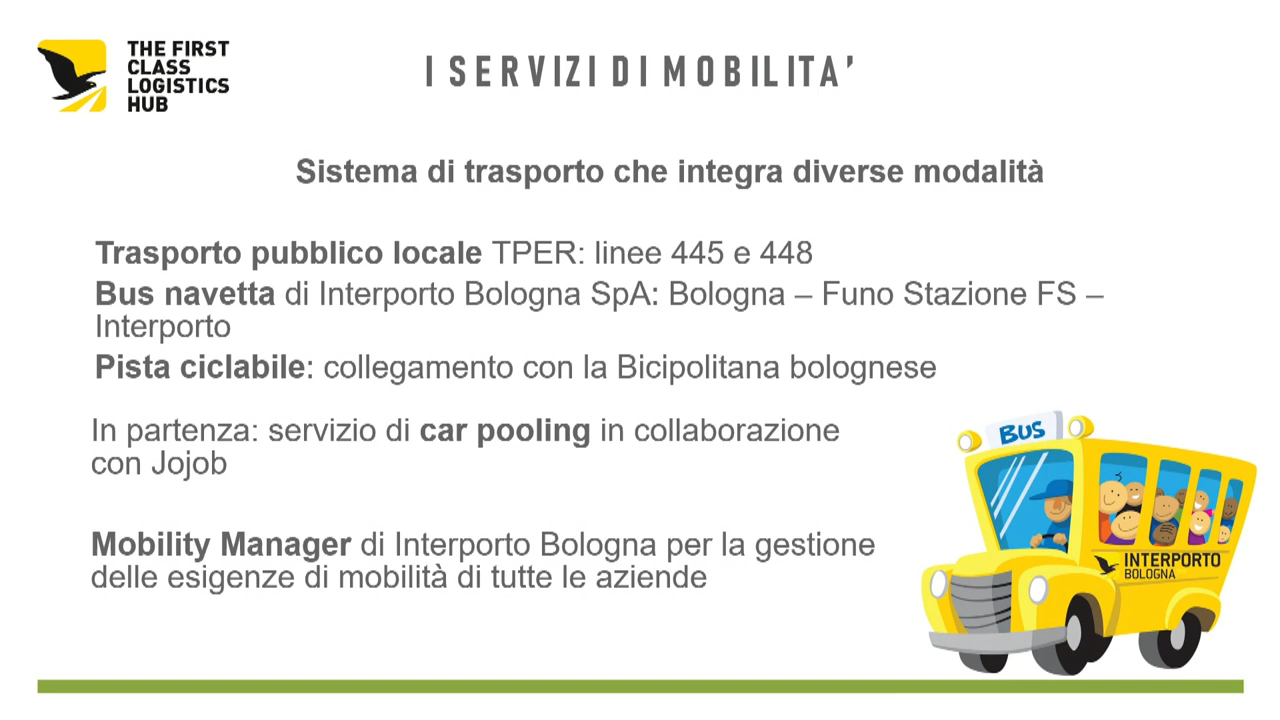 THE FIRST
CLASS
LOGISTICS
HUB
I SERVIZI DI MOBILITA'
Sistema di trasporto che integra diverse modalità
Trasporto pubblico locale TPER: linee 445 e 448
Bus navetta di Interporto Bologna SpA: Bologna – Funo Stazione FS –
Interporto
Pista ciclabile: collegamento con la Bicipolitana bolognese
In partenza: servizio di car pooling in collaborazione
con Jojob
Mobility Manager di Interporto Bologna per la gestione
delle esigenze di mobilità di tutte le aziende
BUS
INTERPORTO
BOLOGNA